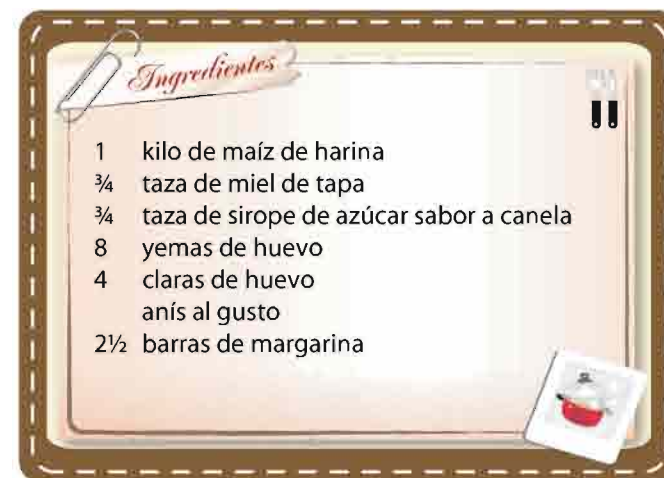 Ingredientes
1 kilo de maíz de harina
¾ taza de miel de tapa
¾ taza de sirope de azúcar sabor a canela
8 yemas de huevo
4 claras de huevo
anís al gusto
2½ barras de margarina